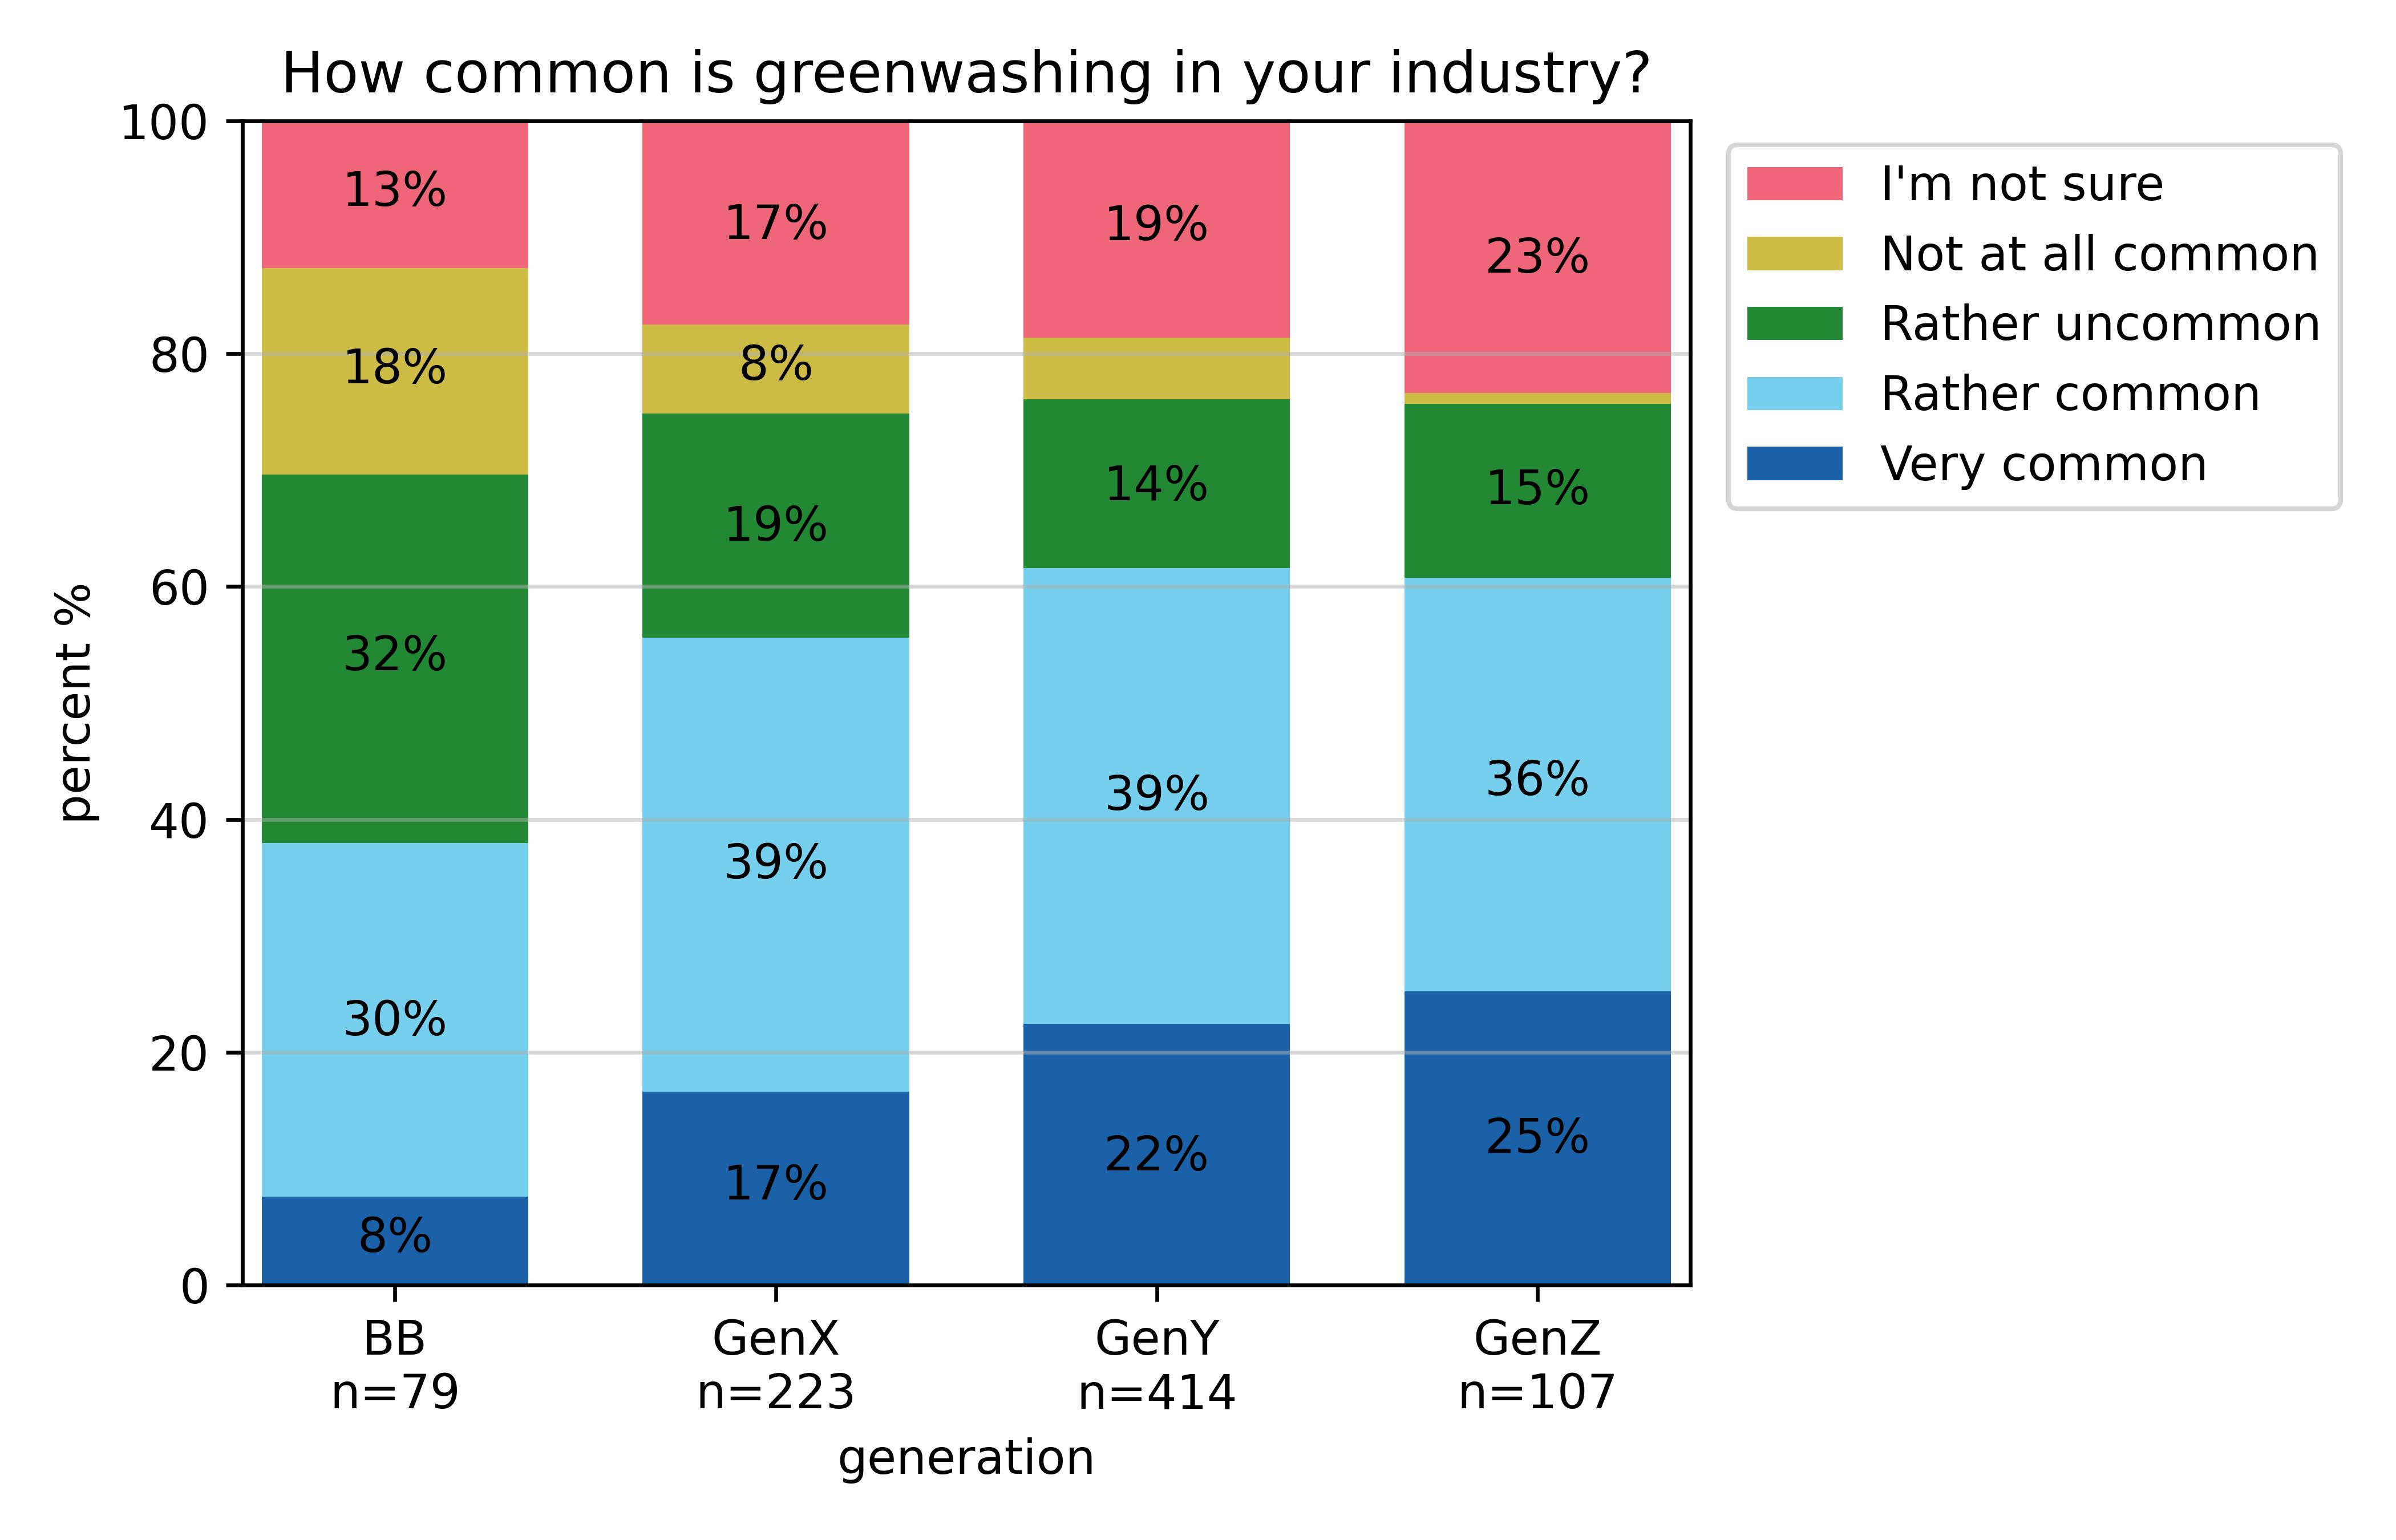 How common is greenwashing in your industry?
100
80
60
40
20
0
percent %
13%
18%
32%
30%
8%
17%
8%
19%
39%
17%
19%
14%
39%
22%
23%
15%
36%
25%
BB
n=79
GenX
n=223
GenY
n=414
GenZ
n=107
generation
I'm not sure
Not at all common
Rather uncommon
Rather common
Very common